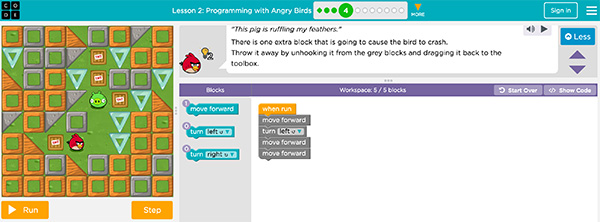 C O
D E
Lesson 2: Programming with Angry Birds
4
MORE
Sign in
"This pig is ruffling my feathers."
There is one extra block that is going to cause the bird to crash.
Throw it away by unhooking it from the grey blocks and dragging it back to the
toolbox.
Less
Blocks
Workspace: 5 / 5 blocks
Start Over
Show Code
move forward
turn left
turn right
when run
move forward
turn left
move forward
move forward
Run
Step